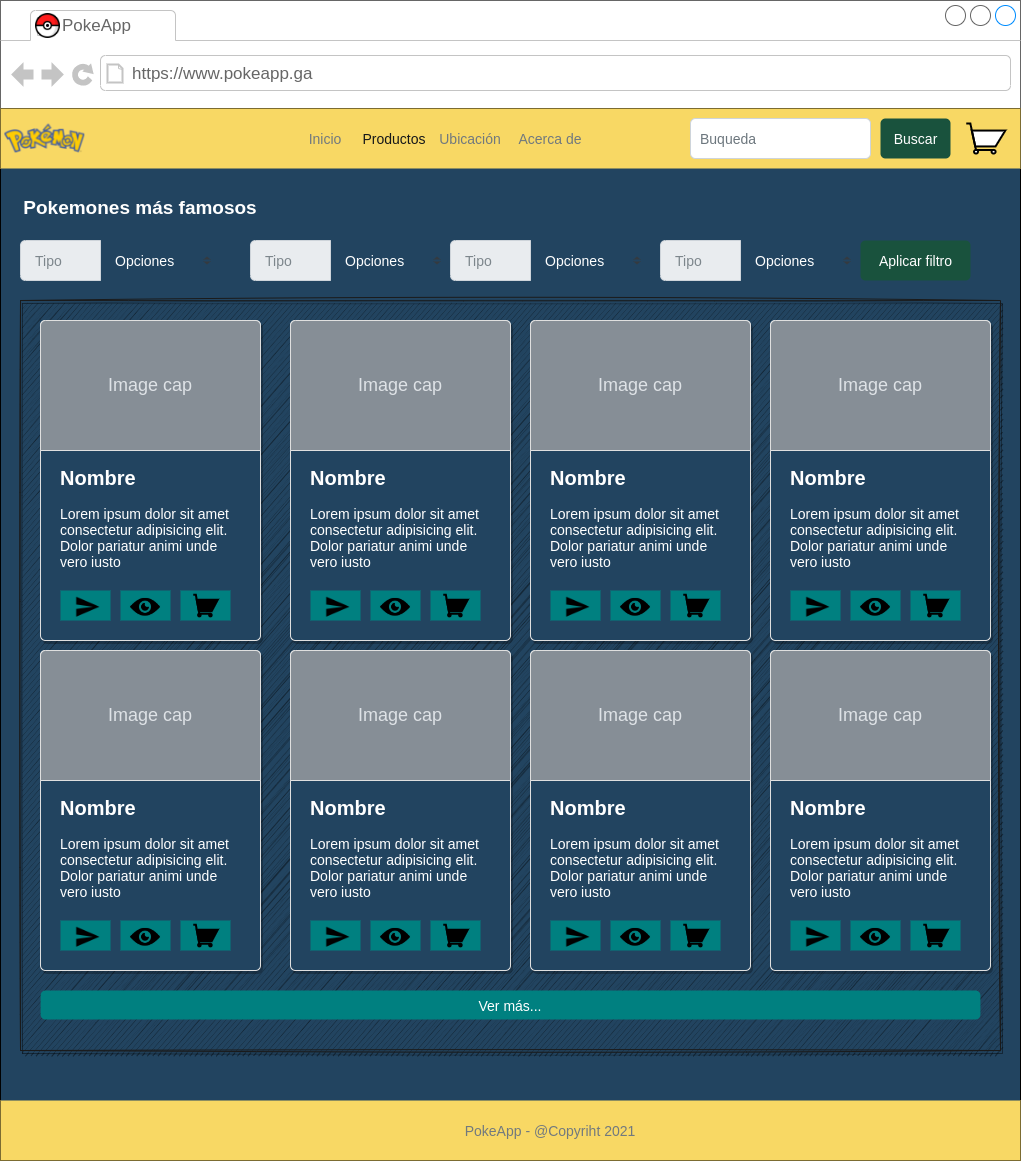 PokeApp
https://www.pokeapp.ga
POKéMON Inicio Productos Ubicación Acerca de Buqueda Buscar
Pokemones más famosos
Tipo Opciones Tipo Opciones Tipo Opciones Tipo Opciones Aplicar filtro
Image cap Image cap Image cap Image cap
Nombre Nombre Nombre Nombre
Lorem ipsum dolor sit amet Lorem ipsum dolor sit amet Lorem ipsum dolor sit amet Lorem ipsum dolor sit amet
consectetur adipisicing elit. consectetur adipisicing elit. consectetur adipisicing elit. consectetur adipisicing elit.
Dolor pariatur animi unde Dolor pariatur animi unde Dolor pariatur animi unde Dolor pariatur animi unde
vero iusto vero iusto vero iusto vero iusto
Image cap Image cap Image cap Image cap
Nombre Nombre Nombre Nombre
Lorem ipsum dolor sit amet Lorem ipsum dolor sit amet Lorem ipsum dolor sit amet Lorem ipsum dolor sit amet
consectetur adipisicing elit. consectetur adipisicing elit. consectetur adipisicing elit. consectetur adipisicing elit.
Dolor pariatur animi unde Dolor pariatur animi unde Dolor pariatur animi unde Dolor pariatur animi unde
vero iusto vero iusto vero iusto vero iusto
Ver más...
PokeApp - @Copyriht 2021